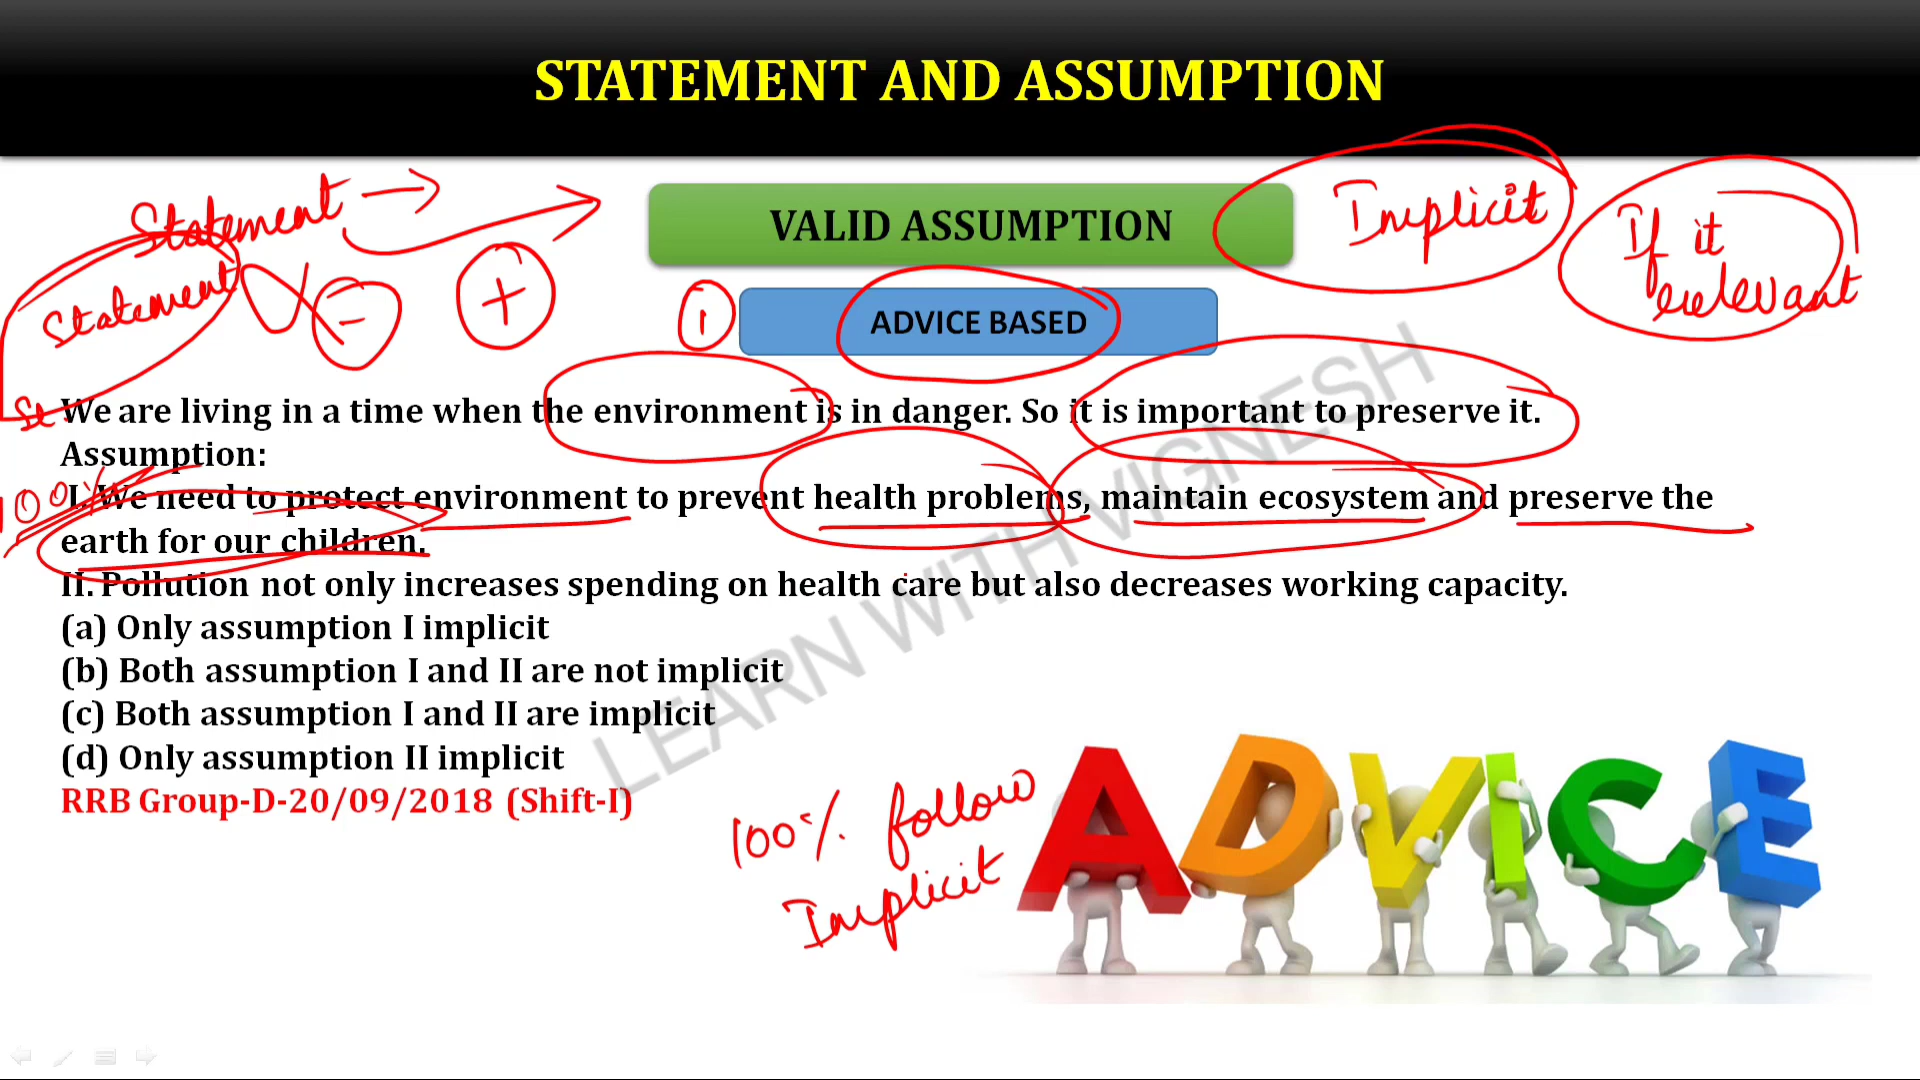 STATEMENT AND ASSUMPTION
Statement →
VALID ASSUMPTION
Implicit
If it
relevant
Statement
-
+
1
ADVICE BASED
St We are living in a time when the environment is in danger. So it is important to preserve it.
Assumption:
100%
I. We need to protect environment to prevent health problems, maintain ecosystem and preserve the
earth for our children.
II. Pollution not only increases spending on health care but also decreases working capacity.
(a) Only assumption I implicit
(b) Both assumption I and II are not implicit
(c) Both assumption I and II are implicit
(d) Only assumption II implicit
RRB Group-D-20/09/2018 (Shift-I)
100% follow
Implicit
ADVICE
LEARN WITH VIGNESH